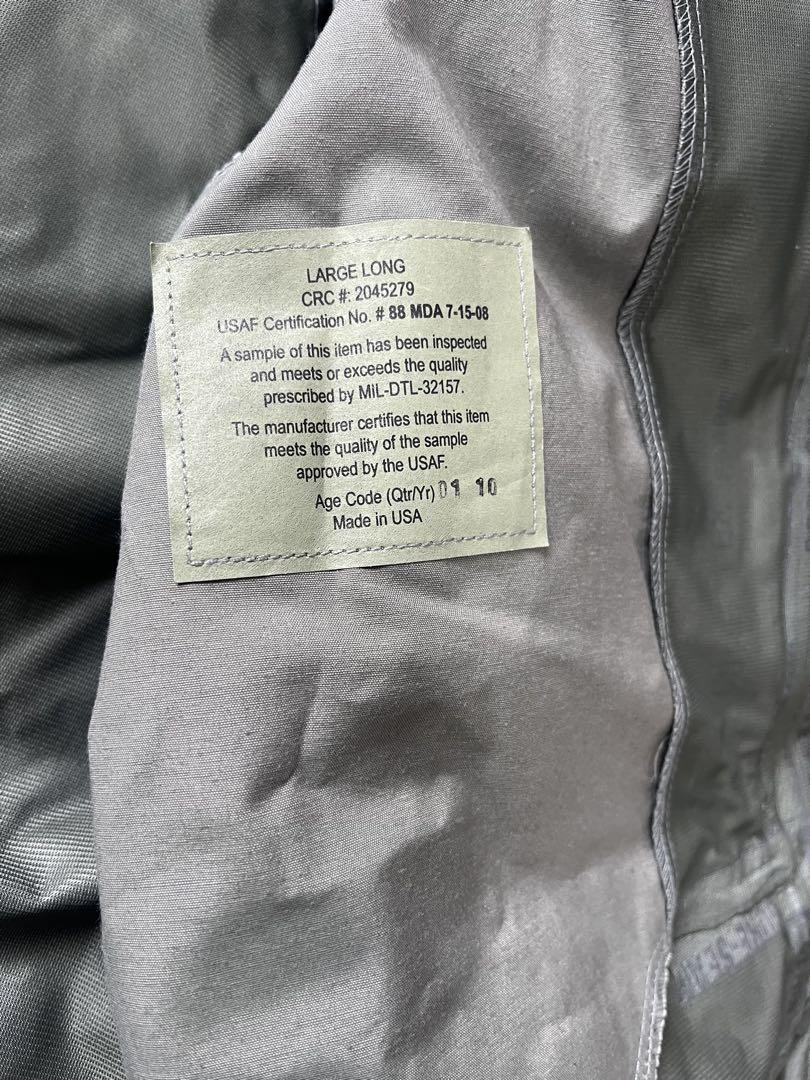 LARGE LONG
CRC #: 2045279
USAF Certification No. # 88 MDA 7-15-08
A sample of this item has been inspected
and meets or exceeds the quality
prescribed by MIL-DTL-32157.
The manufacturer certifies that this item
meets the quality of the sample
approved by the USAF.
Age Code (Qtr/Yr) 01 10
Made in USA